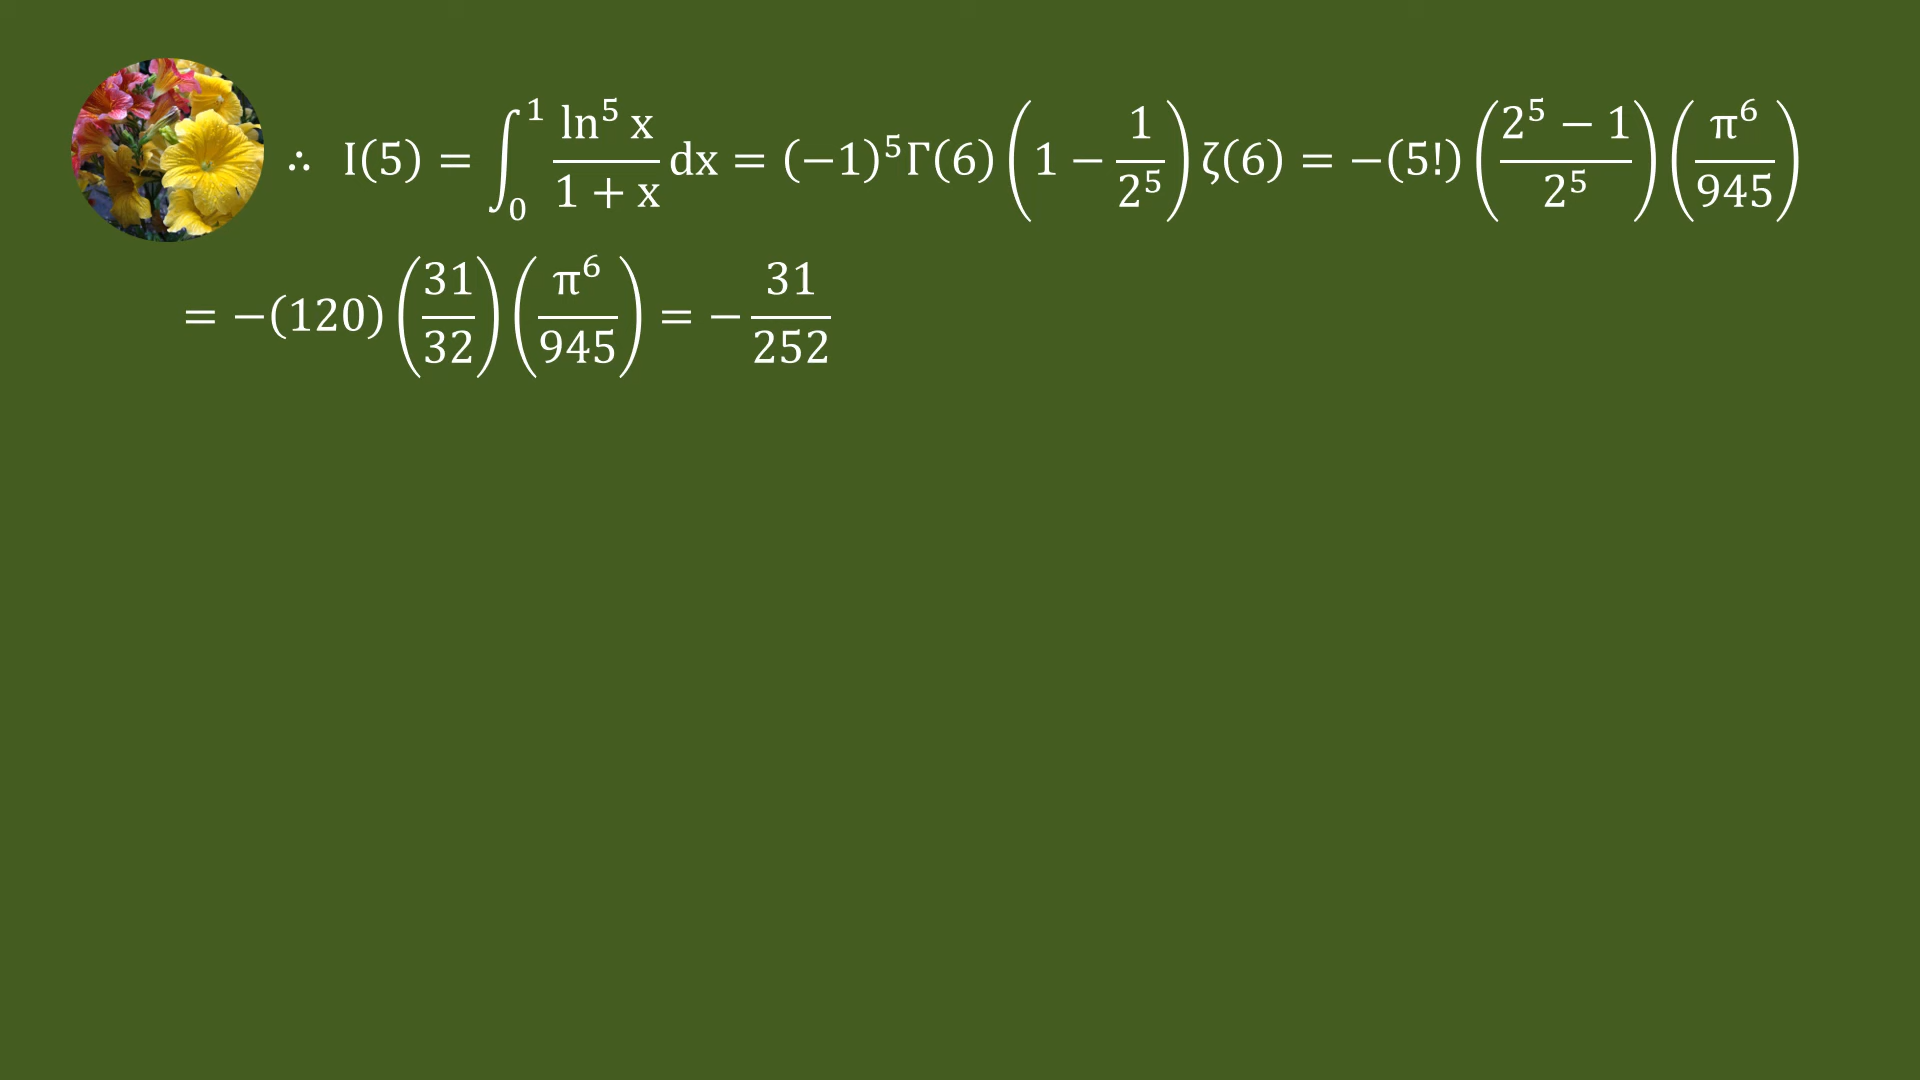 ∴ I(5) = ∫₀¹ ln⁵ x / (1 + x) dx = (−1)⁵Γ(6)(1 − 1/2⁵)ζ(6) = −(5!)((2⁵ − 1)/2⁵)(π⁶/945)
= −(120)(31/32)(π⁶/945) = − 31/252